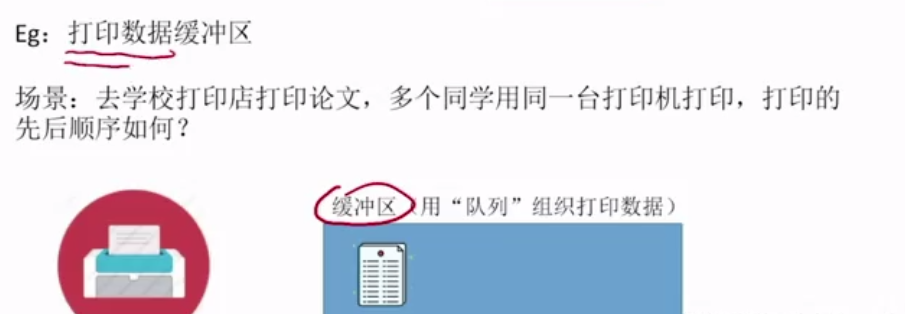 Eg：打印数据缓冲区
场景：去学校打印店打印论文，多个同学用同一台打印机打印，打印的
先后顺序如何？
缓冲区（用“队列”组织打印数据）